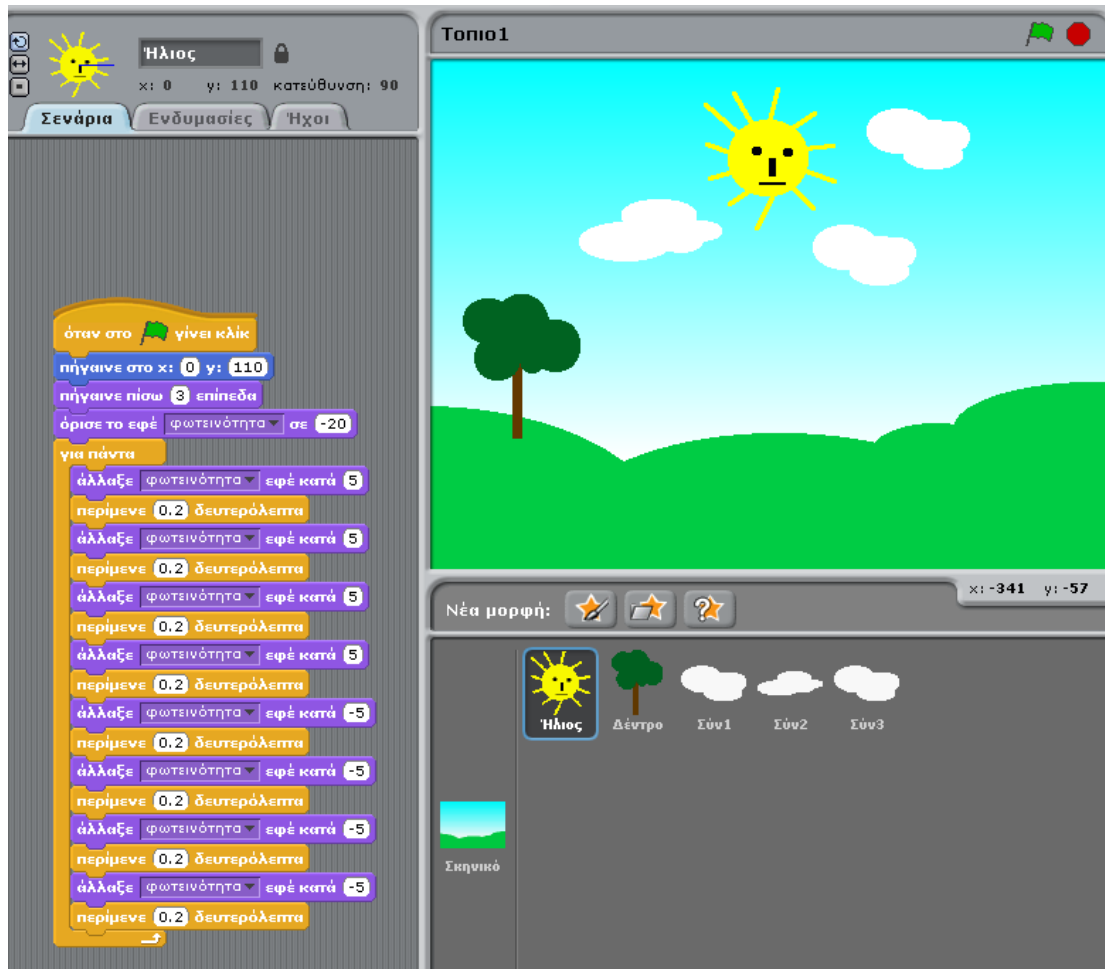 Ήλιος
x: 0 y: 110 κατεύθυνση: 90
Σενάρια Ενδυμασίες Ήχοι
όταν στο γίνει κλίκ
πήγαινε στο x: 0 y: 110
πήγαινε πίσω 3 επίπεδα
όρισε το εφέ φωτεινότητα σε -20
για πάντα
άλλαξε φωτεινότητα εφέ κατά 5
περίμενε 0.2 δευτερόλεπτα
άλλαξε φωτεινότητα εφέ κατά 5
περίμενε 0.2 δευτερόλεπτα
άλλαξε φωτεινότητα εφέ κατά 5
περίμενε 0.2 δευτερόλεπτα
άλλαξε φωτεινότητα εφέ κατά 5
περίμενε 0.2 δευτερόλεπτα
άλλαξε φωτεινότητα εφέ κατά -5
περίμενε 0.2 δευτερόλεπτα
άλλαξε φωτεινότητα εφέ κατά -5
περίμενε 0.2 δευτερόλεπτα
άλλαξε φωτεινότητα εφέ κατά -5
περίμενε 0.2 δευτερόλεπτα
άλλαξε φωτεινότητα εφέ κατά -5
περίμενε 0.2 δευτερόλεπτα
Τοπιο1
x: -341 y: -57
Νέα μορφή:
Ήλιος Δέντρο Σύν1 Σύν2 Σύν3
Σκηνικό